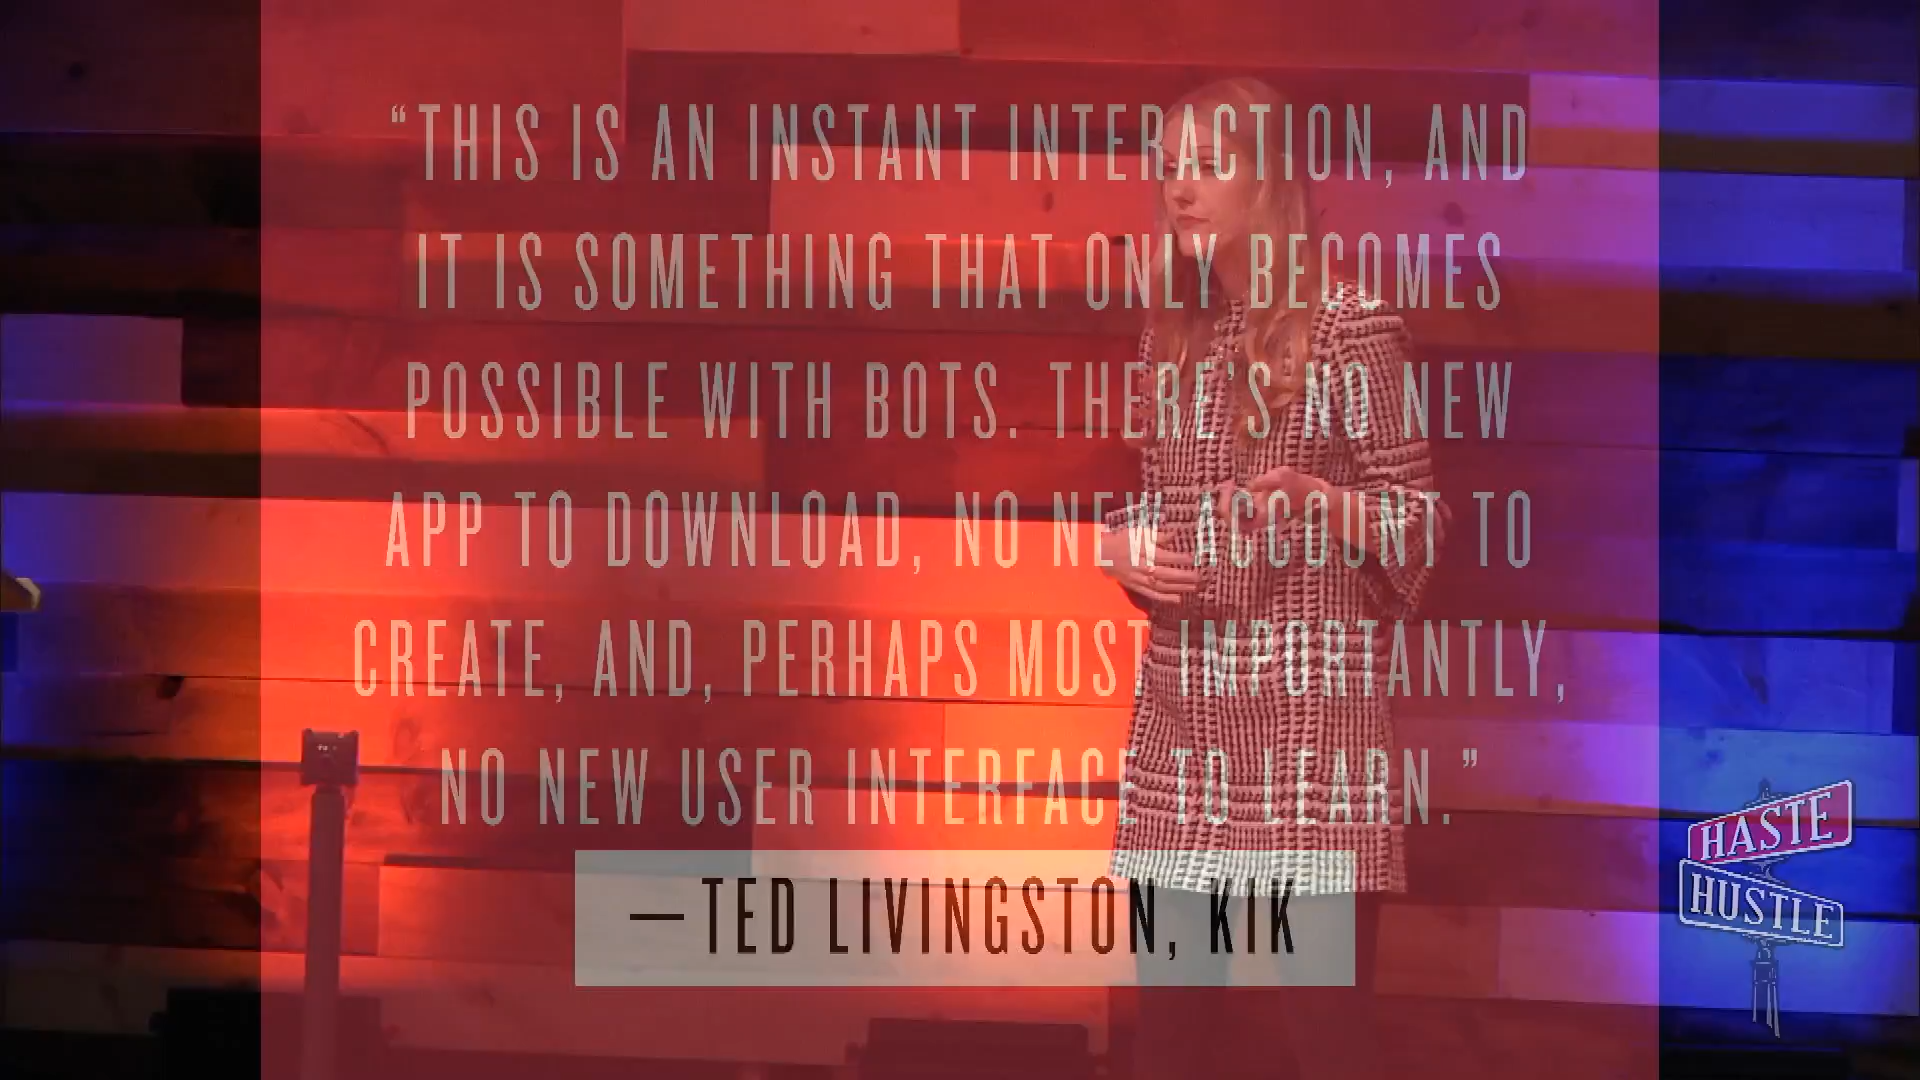 “THIS IS AN INSTANT INTERACTION, AND
IT IS SOMETHING THAT ONLY BECOMES
POSSIBLE WITH BOTS. THERE’S NO NEW
APP TO DOWNLOAD, NO NEW ACCOUNT TO
CREATE, AND, PERHAPS MOST IMPORTANTLY,
NO NEW USER INTERFACE TO LEARN.”
— TED LIVINGSTON, KIK
HASTE
HUSTLE